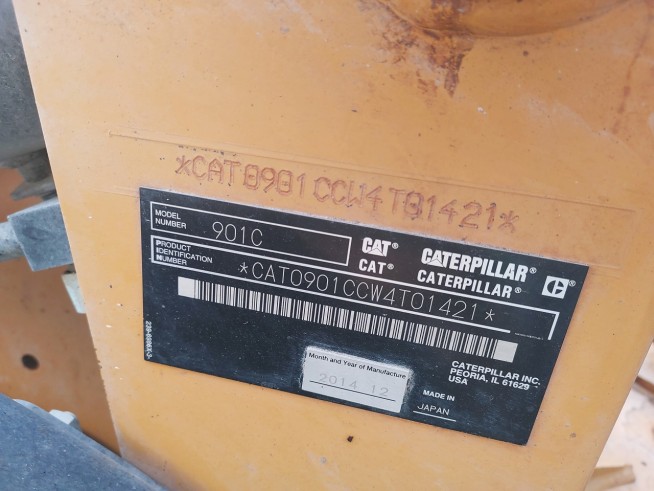 *CAT0901CCW4T01421*
MODEL
NUMBER
901C
CAT® CATERPILLAR®
CAT® CATERPILLAR®
PRODUCT
IDENTIFICATION
NUMBER
*CAT0901CCW4T01421*
Month and Year of Manufacture
2014 12
CATERPILLAR INC.
PEORIA, IL 61629
USA
MADE IN
JAPAN